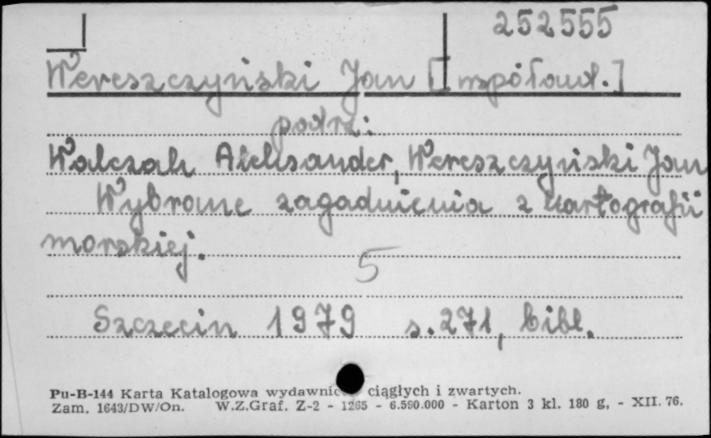 252555
Wereszczyński Jan [współaut.]
patrz:
Walczak Aleksander, Wereszczyński Jan
Wybrane zagadnienia z kartografii
morskiej.
5
Szczecin 1979 s. 271, bibl.
Pu-B-144 Karta Katalogowa wydawnic ciągłych i zwartych.
Zam. 1643/DW/On. W.Z.Graf. Z-2 - 1265 - 6.590.000 - Karton 3 kl. 180 g, - XII. 76.